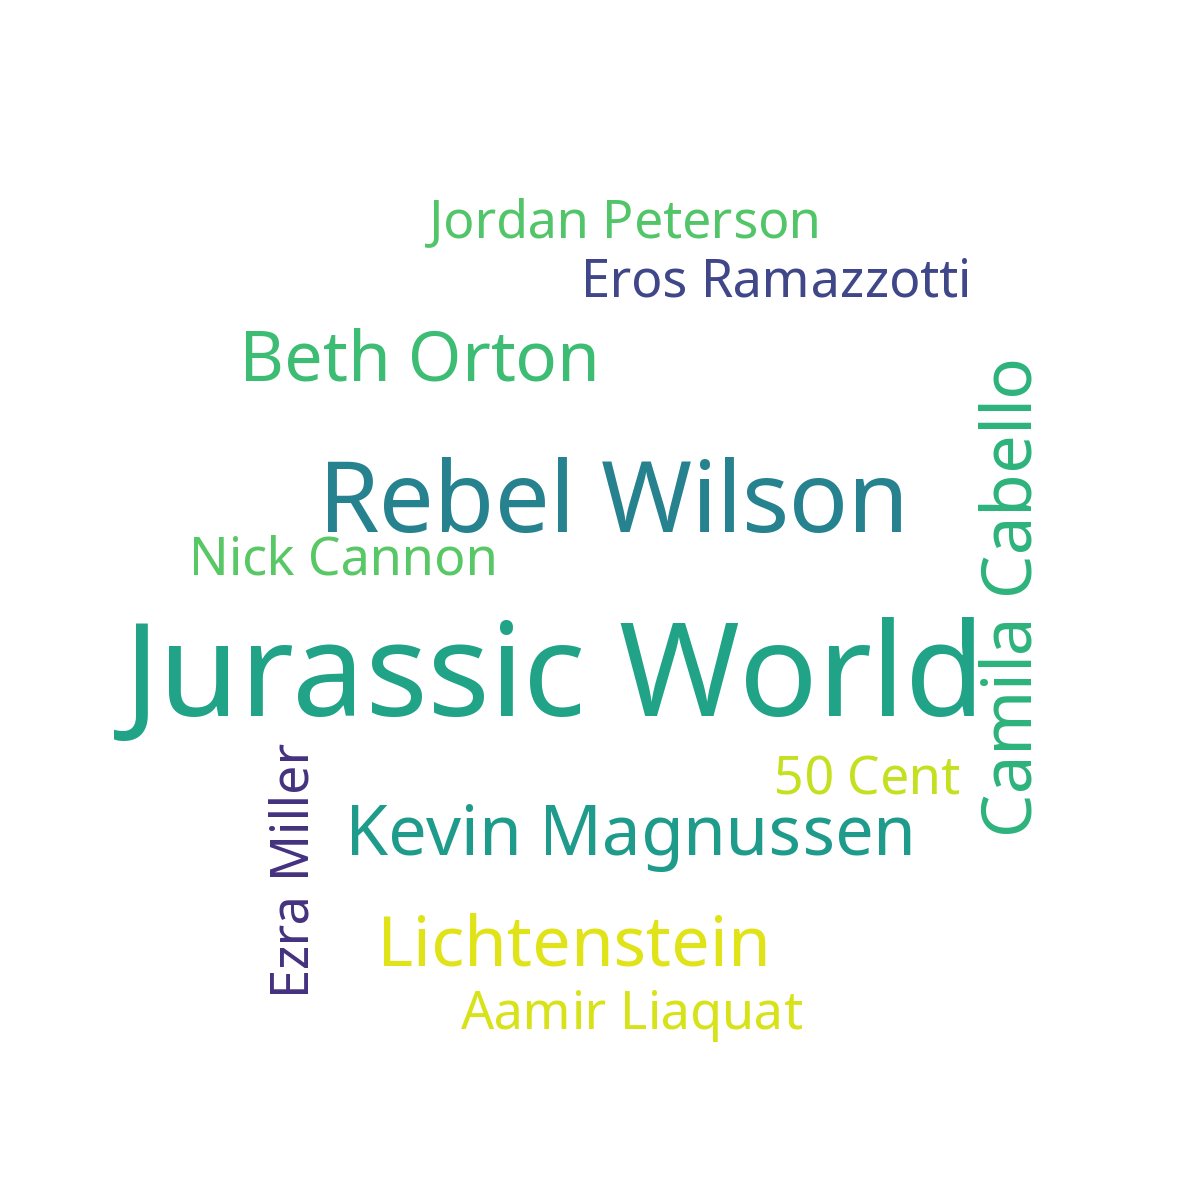 Jordan Peterson
Eros Ramazzotti
Beth Orton
Camila Cabello
Rebel Wilson
Nick Cannon
Jurassic World
Ezra Miller
50 Cent
Kevin Magnussen
Lichtenstein
Aamir Liaquat